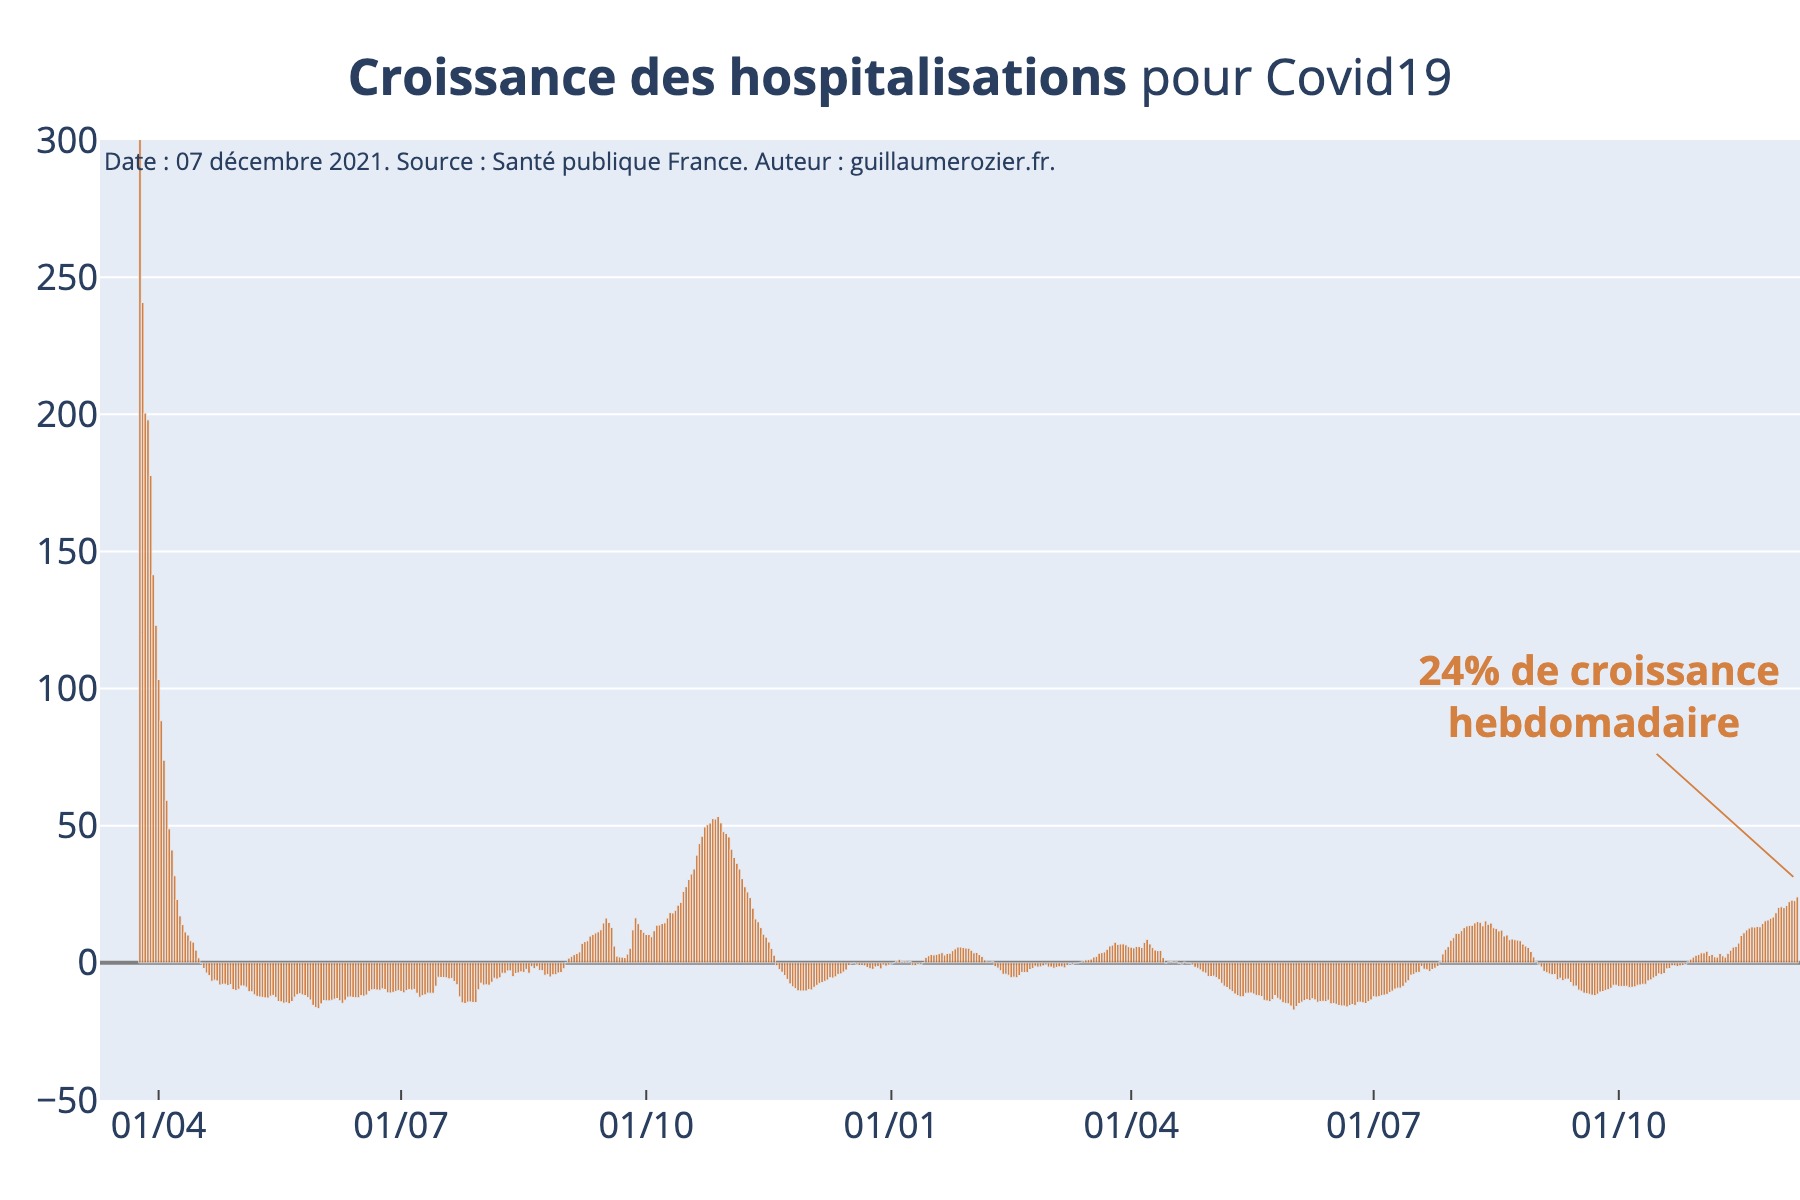 Croissance des hospitalisations pour Covid19
300
Date : 07 décembre 2021. Source : Santé publique France. Auteur : guillaumerozier.fr.
250
200
150
24% de croissance
100
hebdomadaire
50
0
−50
01/04 01/07 01/10 01/01 01/04 01/07 01/10